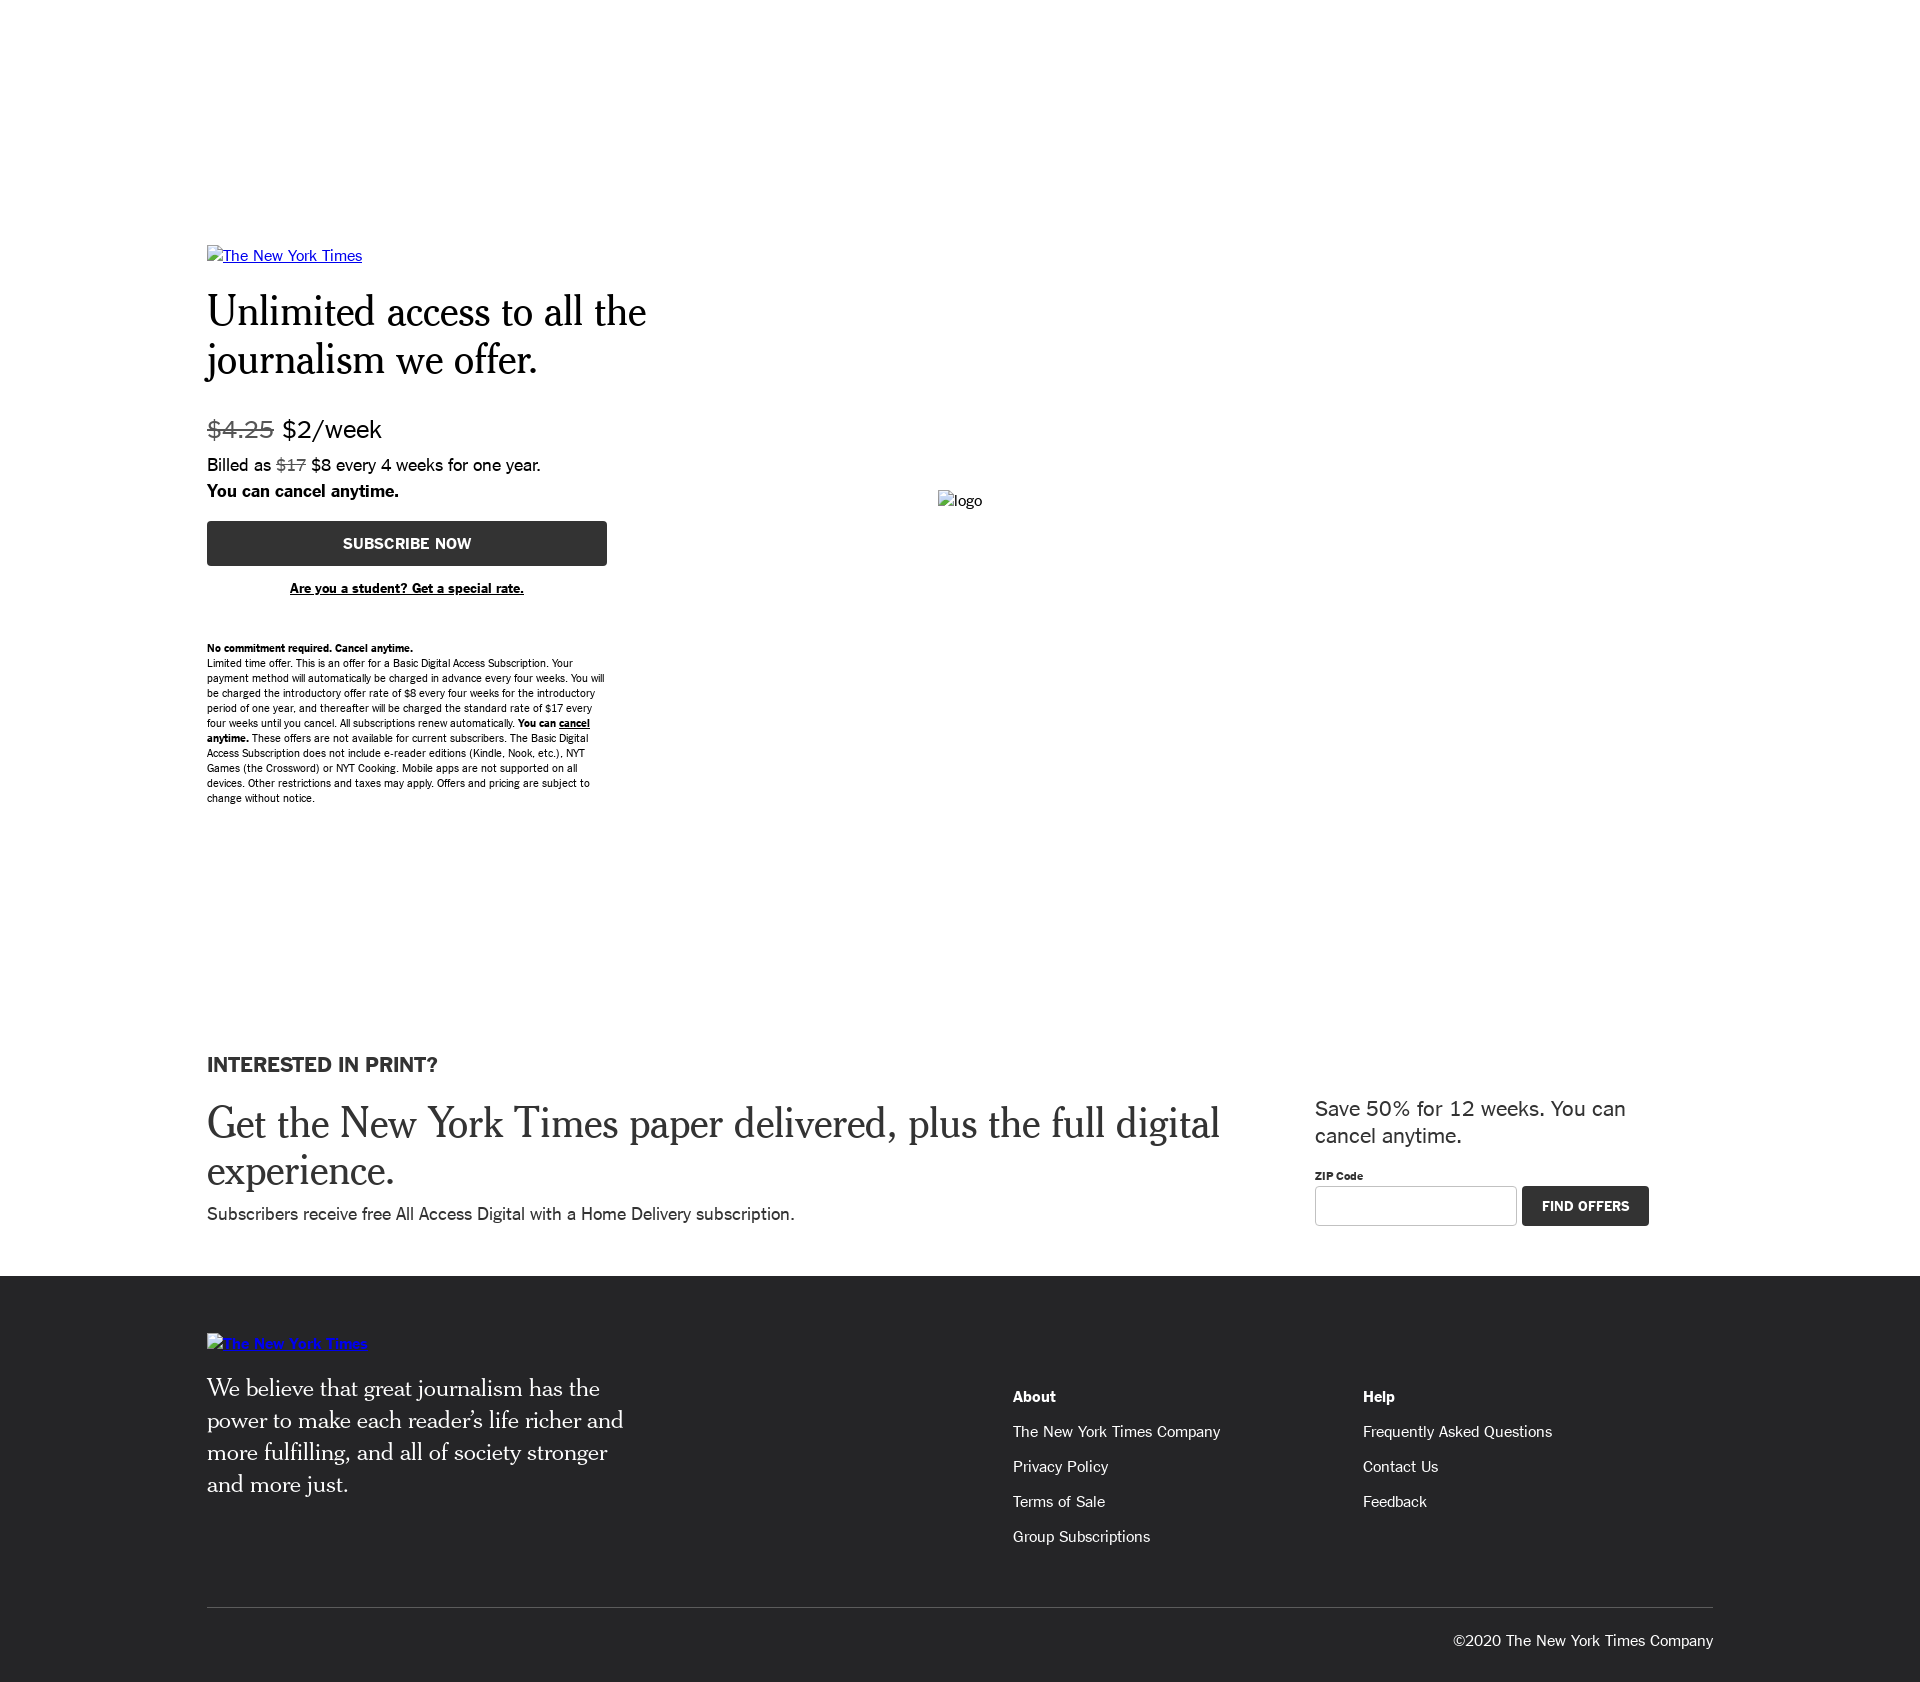 The New York Times
Unlimited access to all the
journalism we offer.
$4.25 $2/week
Billed as $17 $8 every 4 weeks for one year.
You can cancel anytime.
logo
SUBSCRIBE NOW
Are you a student? Get a special rate.
No commitment required. Cancel anytime.
Limited time offer. This is an offer for a Basic Digital Access Subscription. Your
payment method will automatically be charged in advance every four weeks. You will
be charged the introductory offer rate of $8 every four weeks for the introductory
period of one year, and thereafter will be charged the standard rate of $17 every
four weeks until you cancel. All subscriptions renew automatically. You can cancel
anytime. These offers are not available for current subscribers. The Basic Digital
Access Subscription does not include e-reader editions (Kindle, Nook, etc.), NYT
Games (the Crossword) or NYT Cooking. Mobile apps are not supported on all
devices. Other restrictions and taxes may apply. Offers and pricing are subject to
change without notice.
INTERESTED IN PRINT?
Get the New York Times paper delivered, plus the full digital
experience.
Subscribers receive free All Access Digital with a Home Delivery subscription.
Save 50% for 12 weeks. You can
cancel anytime.
ZIP Code
FIND OFFERS
The New York Times
We believe that great journalism has the
power to make each reader’s life richer and
more fulfilling, and all of society stronger
and more just.
About
The New York Times Company
Privacy Policy
Terms of Sale
Group Subscriptions
Help
Frequently Asked Questions
Contact Us
Feedback
©2020 The New York Times Company